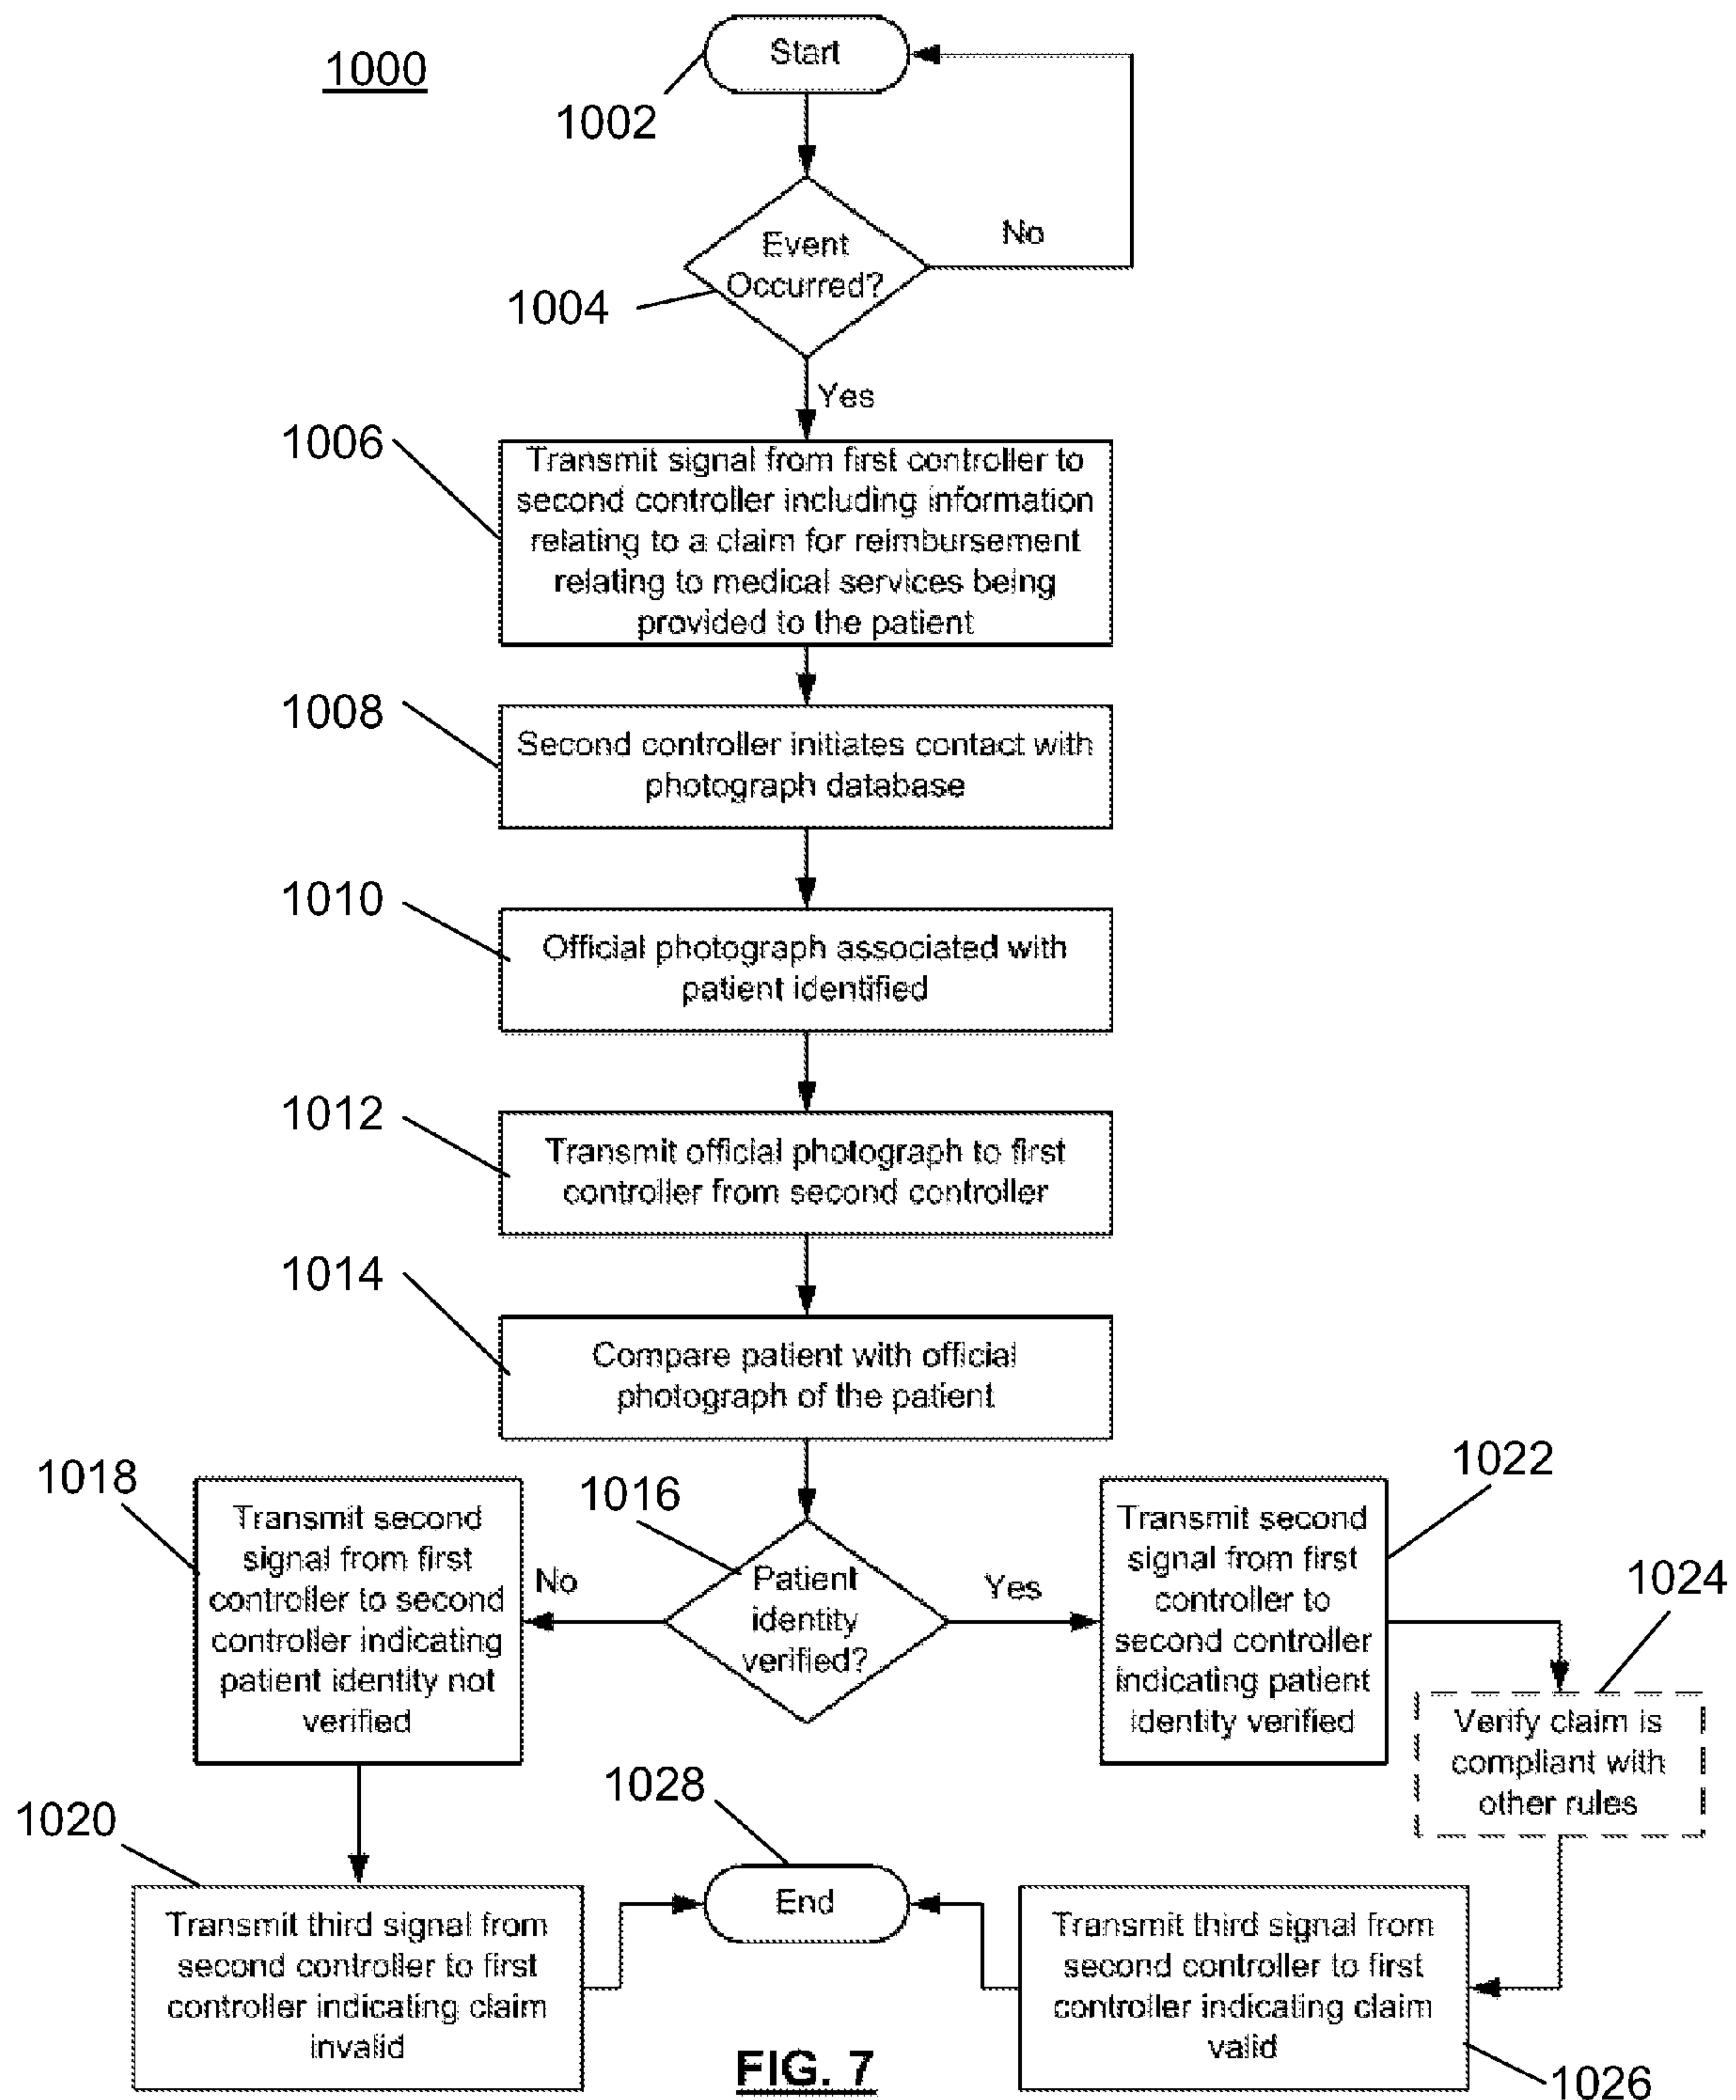 1000
Start
1002
Event
Occurred?
No
1004
Yes
1006
Transmit signal from first controller to
second controller including information
relating to a claim for reimbursement
relating to medical services being
provided to the patient
1008
Second controller initiates contact with
photograph database
1010
Official photograph associated with
patient identified
1012
Transmit official photograph to first
controller from second controller
1014
Compare patient with official
photograph of the patient
1016
Patient
identity
verified?
No
Yes
1018
Transmit second
signal from first
controller to second
controller indicating
patient identity not
verified
1022
Transmit second
signal from first
controller to
second controller
indicating patient
identity verified
1024
Verify claim is
compliant with
other rules
1020
Transmit third signal from
second controller to first
controller indicating claim
invalid
1028
End
Transmit third signal from
second controller to first
controller indicating claim
valid
1026
FIG. 7